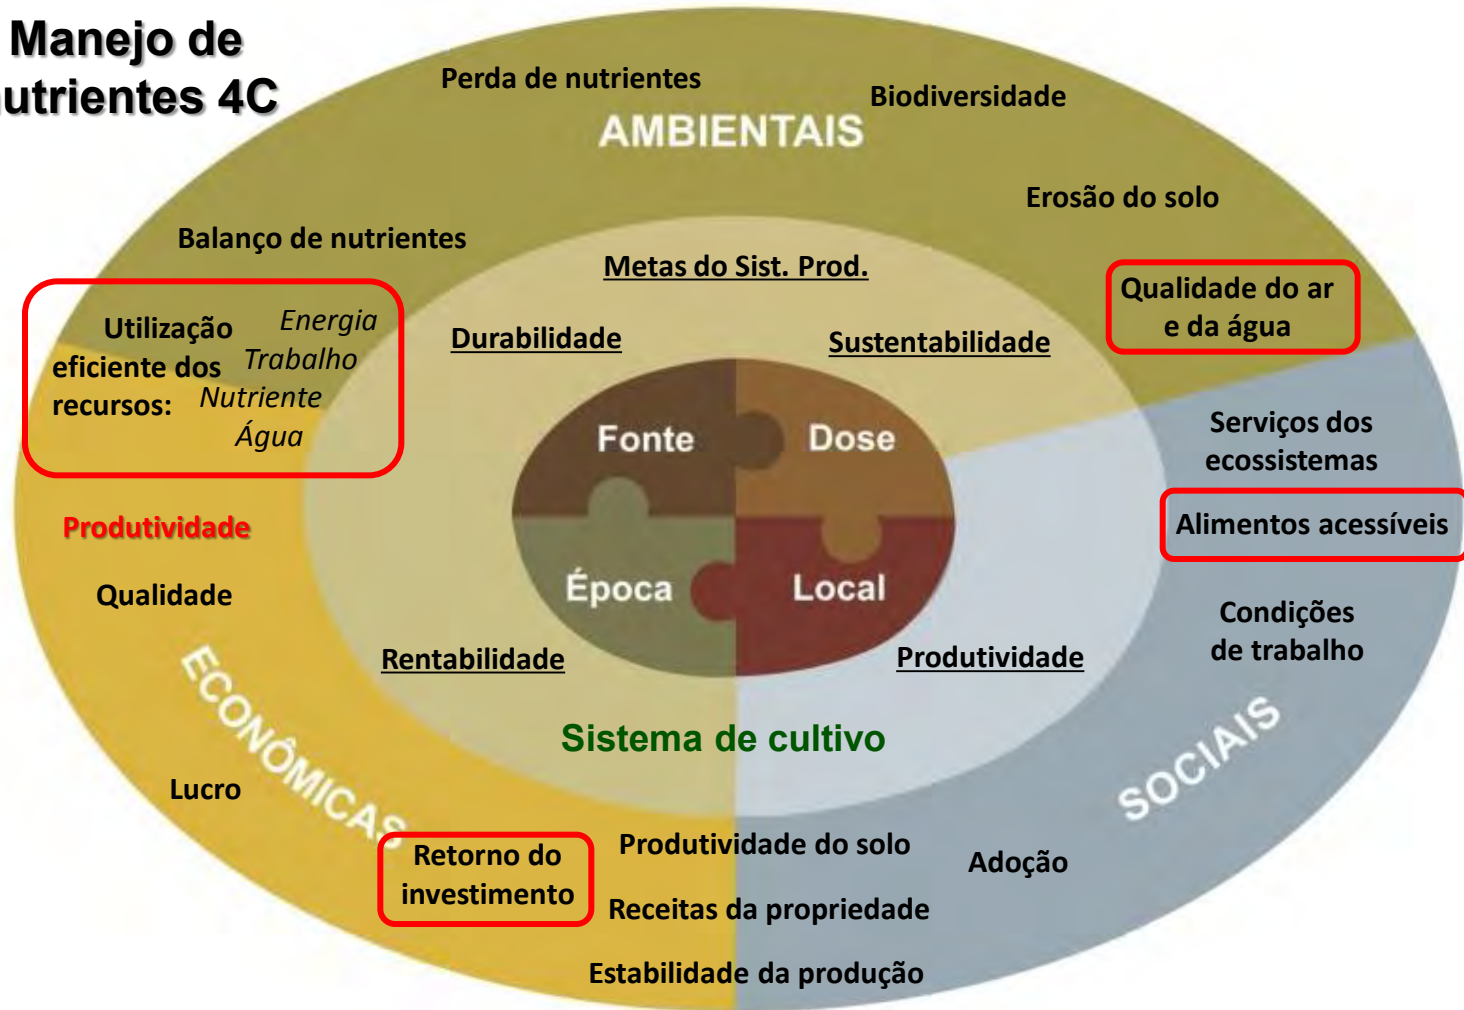 Manejo de
nutrientes 4C
Perda de nutrientes
Biodiversidade
AMBIENTAIS
Erosão do solo
Balanço de nutrientes
Metas do Sist. Prod.
Qualidade do ar
e da água
Utilização Energia
eficiente dos Trabalho
recursos: Nutriente
Água
Durabilidade
Sustentabilidade
Fonte
Dose
Serviços dos
ecossistemas
Produtividade
Alimentos acessíveis
Qualidade
Época
Local
Condições
de trabalho
Rentabilidade
Produtividade
ECONÔMICAS
Sistema de cultivo
SOCIAIS
Lucro
Retorno do
investimento
Produtividade do solo
Adoção
Receitas da propriedade
Estabilidade da produção